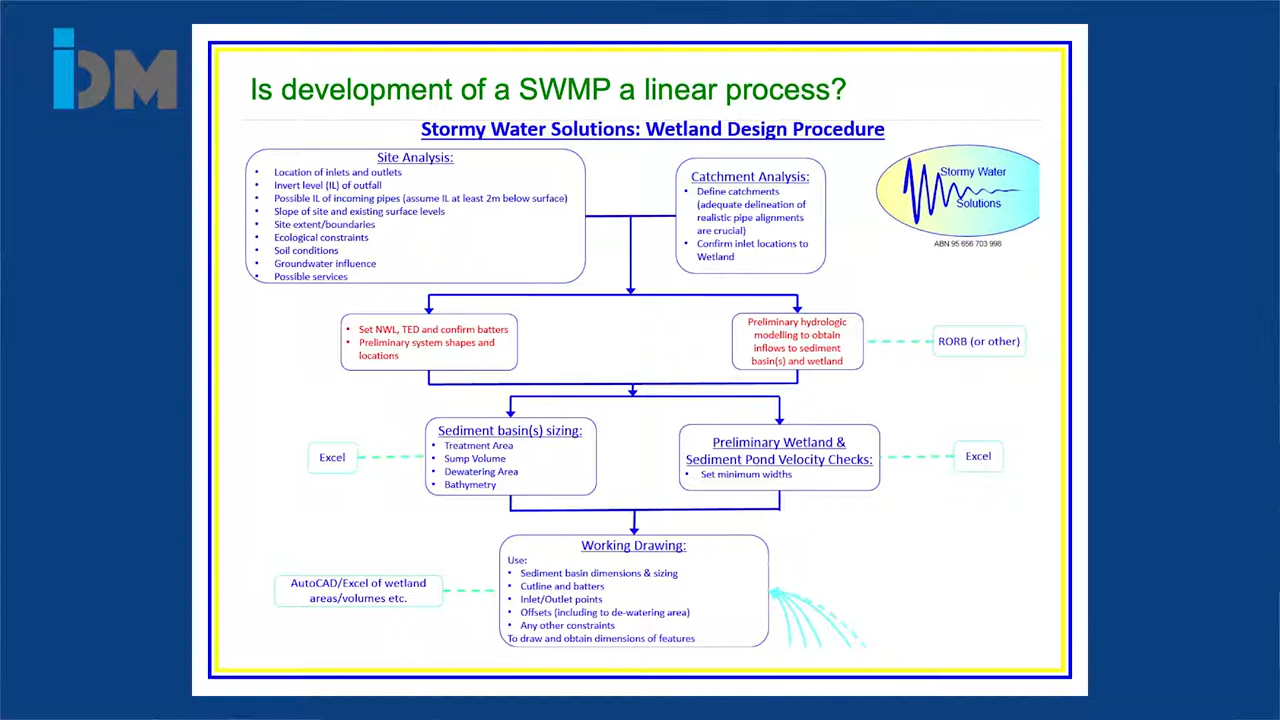 iDM
Is development of a SWMP a linear process?
Stormy Water Solutions: Wetland Design Procedure
Site Analysis:
• Location of inlets and outlets
• Invert level (IL) of outfall
• Possible IL of incoming pipes (assume IL at least 2m below surface)
• Slope of site and existing surface levels
• Site extent/boundaries
• Ecological constraints
• Soil conditions
• Groundwater influence
• Possible services
Catchment Analysis:
• Define catchments
(adequate delineation of
realistic pipe alignments
are crucial)
• Confirm inlet locations to
Wetland
Stormy Water
Solutions
ABN 95 656 703 998
• Set NWL, TED and confirm batters
• Preliminary system shapes and
locations
Preliminary hydrologic
modelling to obtain
inflows to sediment
basin(s) and wetland
RORB (or other)
Excel
Sediment basin(s) sizing:
• Treatment Area
• Sump Volume
• Dewatering Area
• Bathymetry
Preliminary Wetland &
Sediment Pond Velocity Checks:
• Set minimum widths
Excel
AutoCAD/Excel of wetland
areas/volumes etc.
Working Drawing:
Use:
• Sediment basin dimensions & sizing
• Cutline and batters
• Inlet/Outlet points
• Offsets (including to de-watering area)
• Any other constraints
To draw and obtain dimensions of features